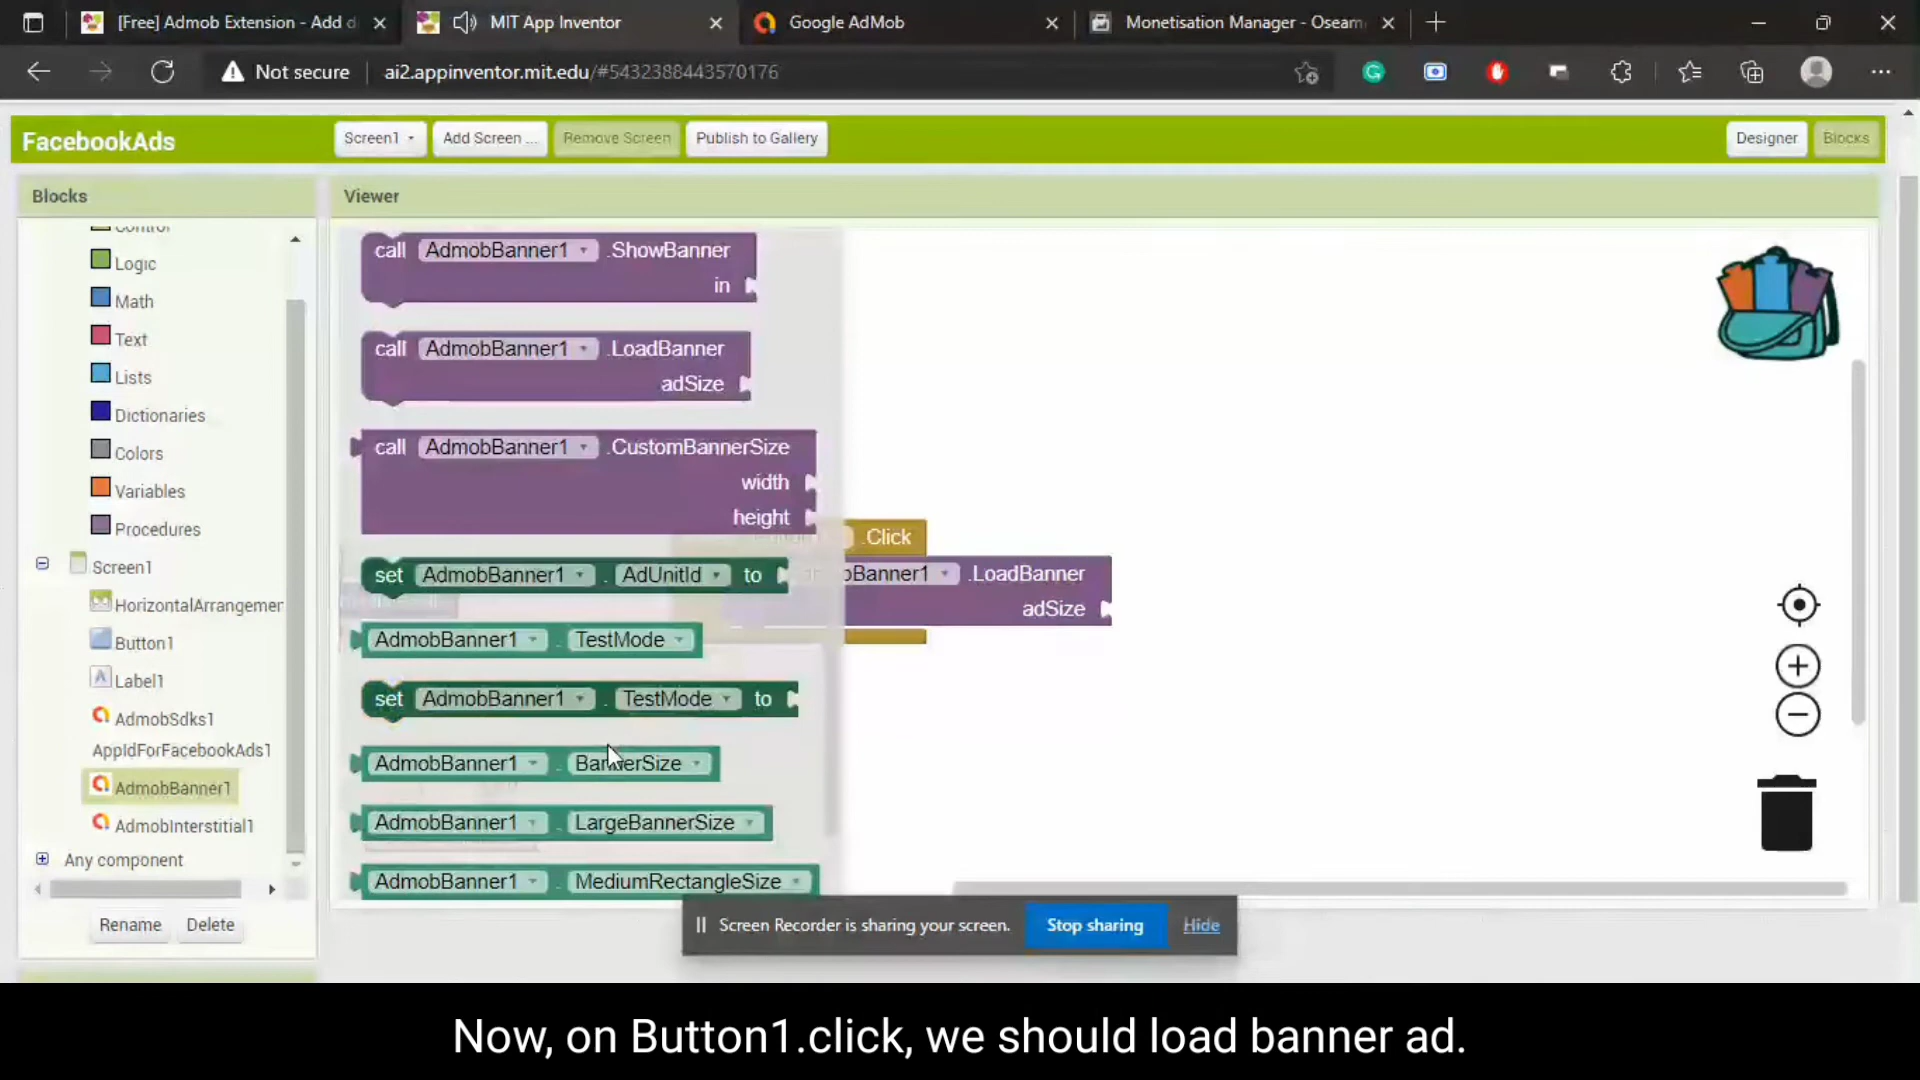 [Free] Admob Extension - Add d
MIT App Inventor
Google AdMob
Monetisation Manager - Oseam
Not secure
ai2.appinventor.mit.edu/#5432388443570176
FacebookAds
Screen1
Add Screen ...
Remove Screen
Publish to Gallery
Designer
Blocks
Blocks
Viewer
Control
Logic
Math
Text
Lists
Dictionaries
Colors
Variables
Procedures
Screen1
HorizontalArrangemen
Button1
Label1
AdmobSdks1
AppIdForFacebookAds1
AdmobBanner1
AdmobInterstitial1
Any component
Rename
Delete
call AdmobBanner1 .ShowBanner
in
call AdmobBanner1 .LoadBanner
adSize
call AdmobBanner1 .CustomBannerSize
width
height
set AdmobBanner1 . AdUnitId to
AdmobBanner1 . TestMode
set AdmobBanner1 . TestMode to
AdmobBanner1 . BannerSize
AdmobBanner1 . LargeBannerSize
AdmobBanner1 . MediumRectangleSize
.Click
bBanner1 .LoadBanner
adSize
Screen Recorder is sharing your screen.
Stop sharing
Hide
Now, on Button1.click, we should load banner ad.